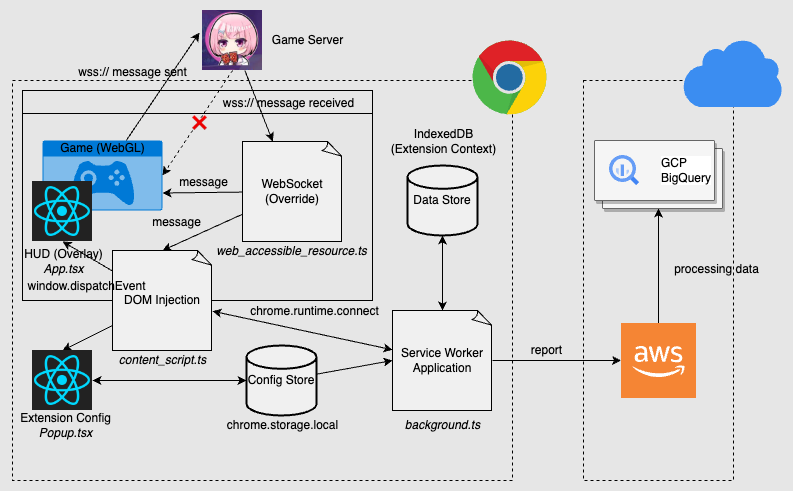 Game Server
wss:// message sent
wss:// message received
Game (WebGL)
message
WebSocket
(Override)
message
web_accessible_resource.ts
HUD (Overlay)
App.tsx
window.dispatchEvent
DOM Injection
content_script.ts
chrome.runtime.connect
IndexedDB
(Extension Context)
Data Store
Service Worker
Application
background.ts
Config Store
chrome.storage.local
Extension Config
Popup.tsx
report
GCP
BigQuery
processing data
aws